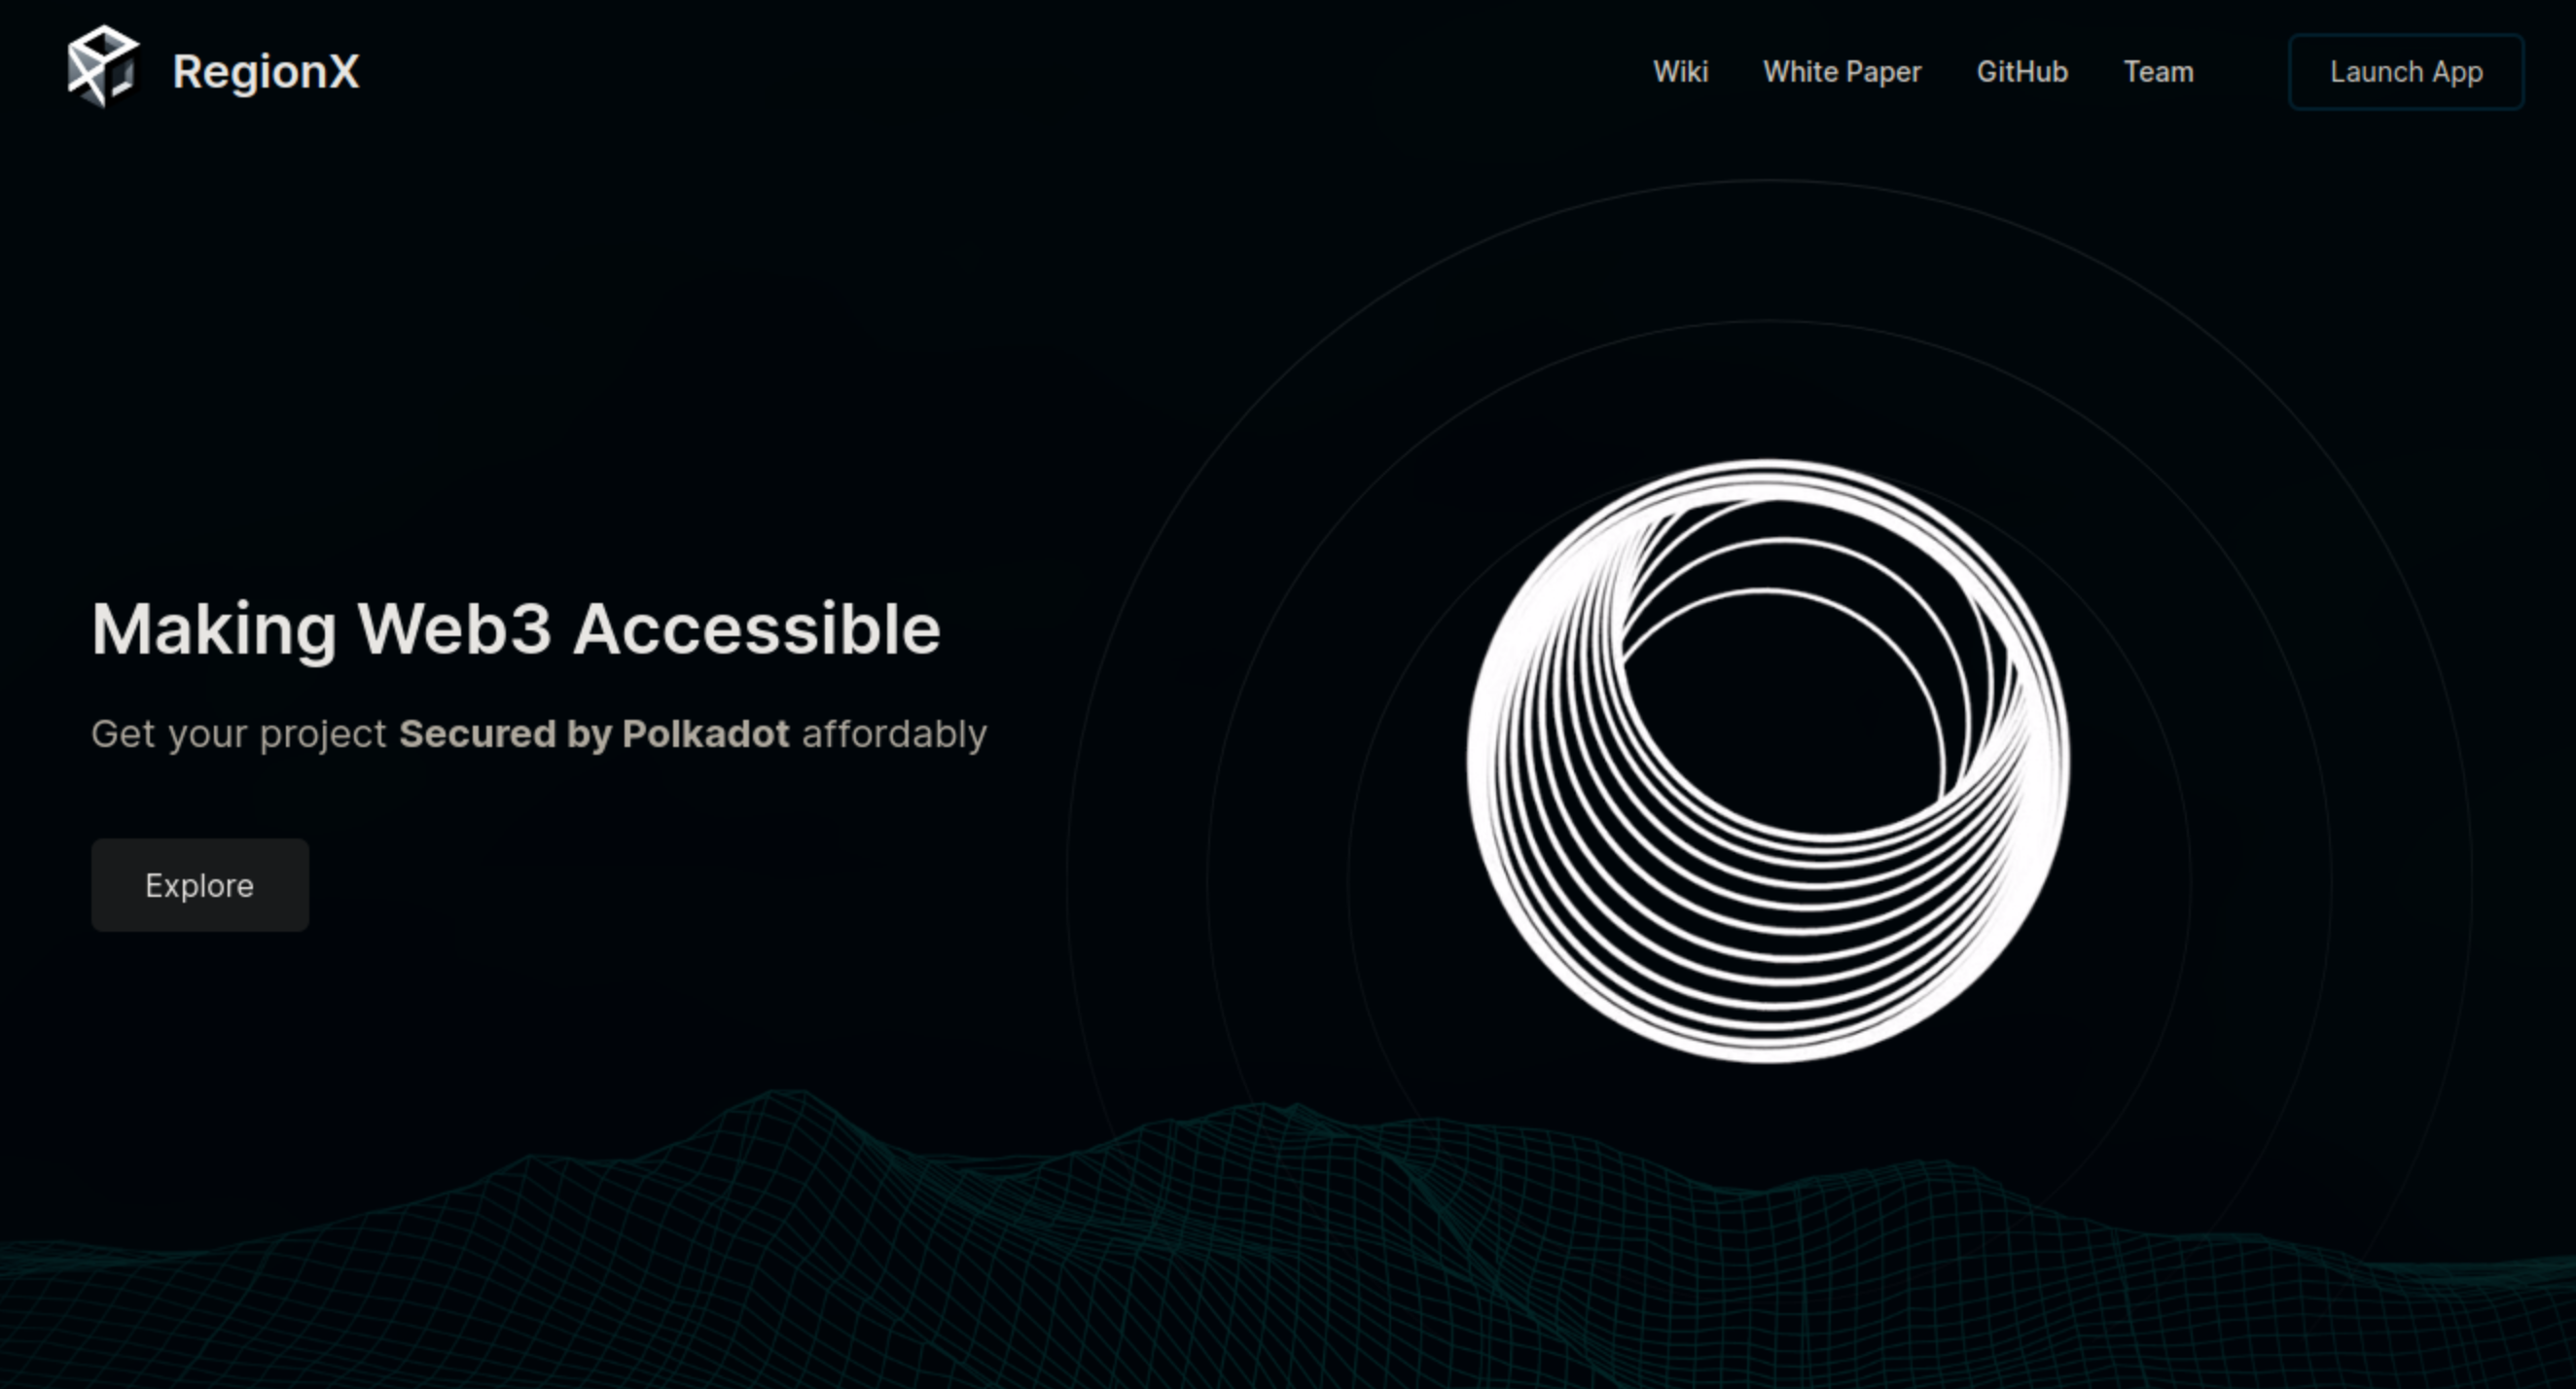 RegionX
Wiki
White Paper
GitHub
Team
Launch App
Making Web3 Accessible
Get your project Secured by Polkadot affordably
Explore